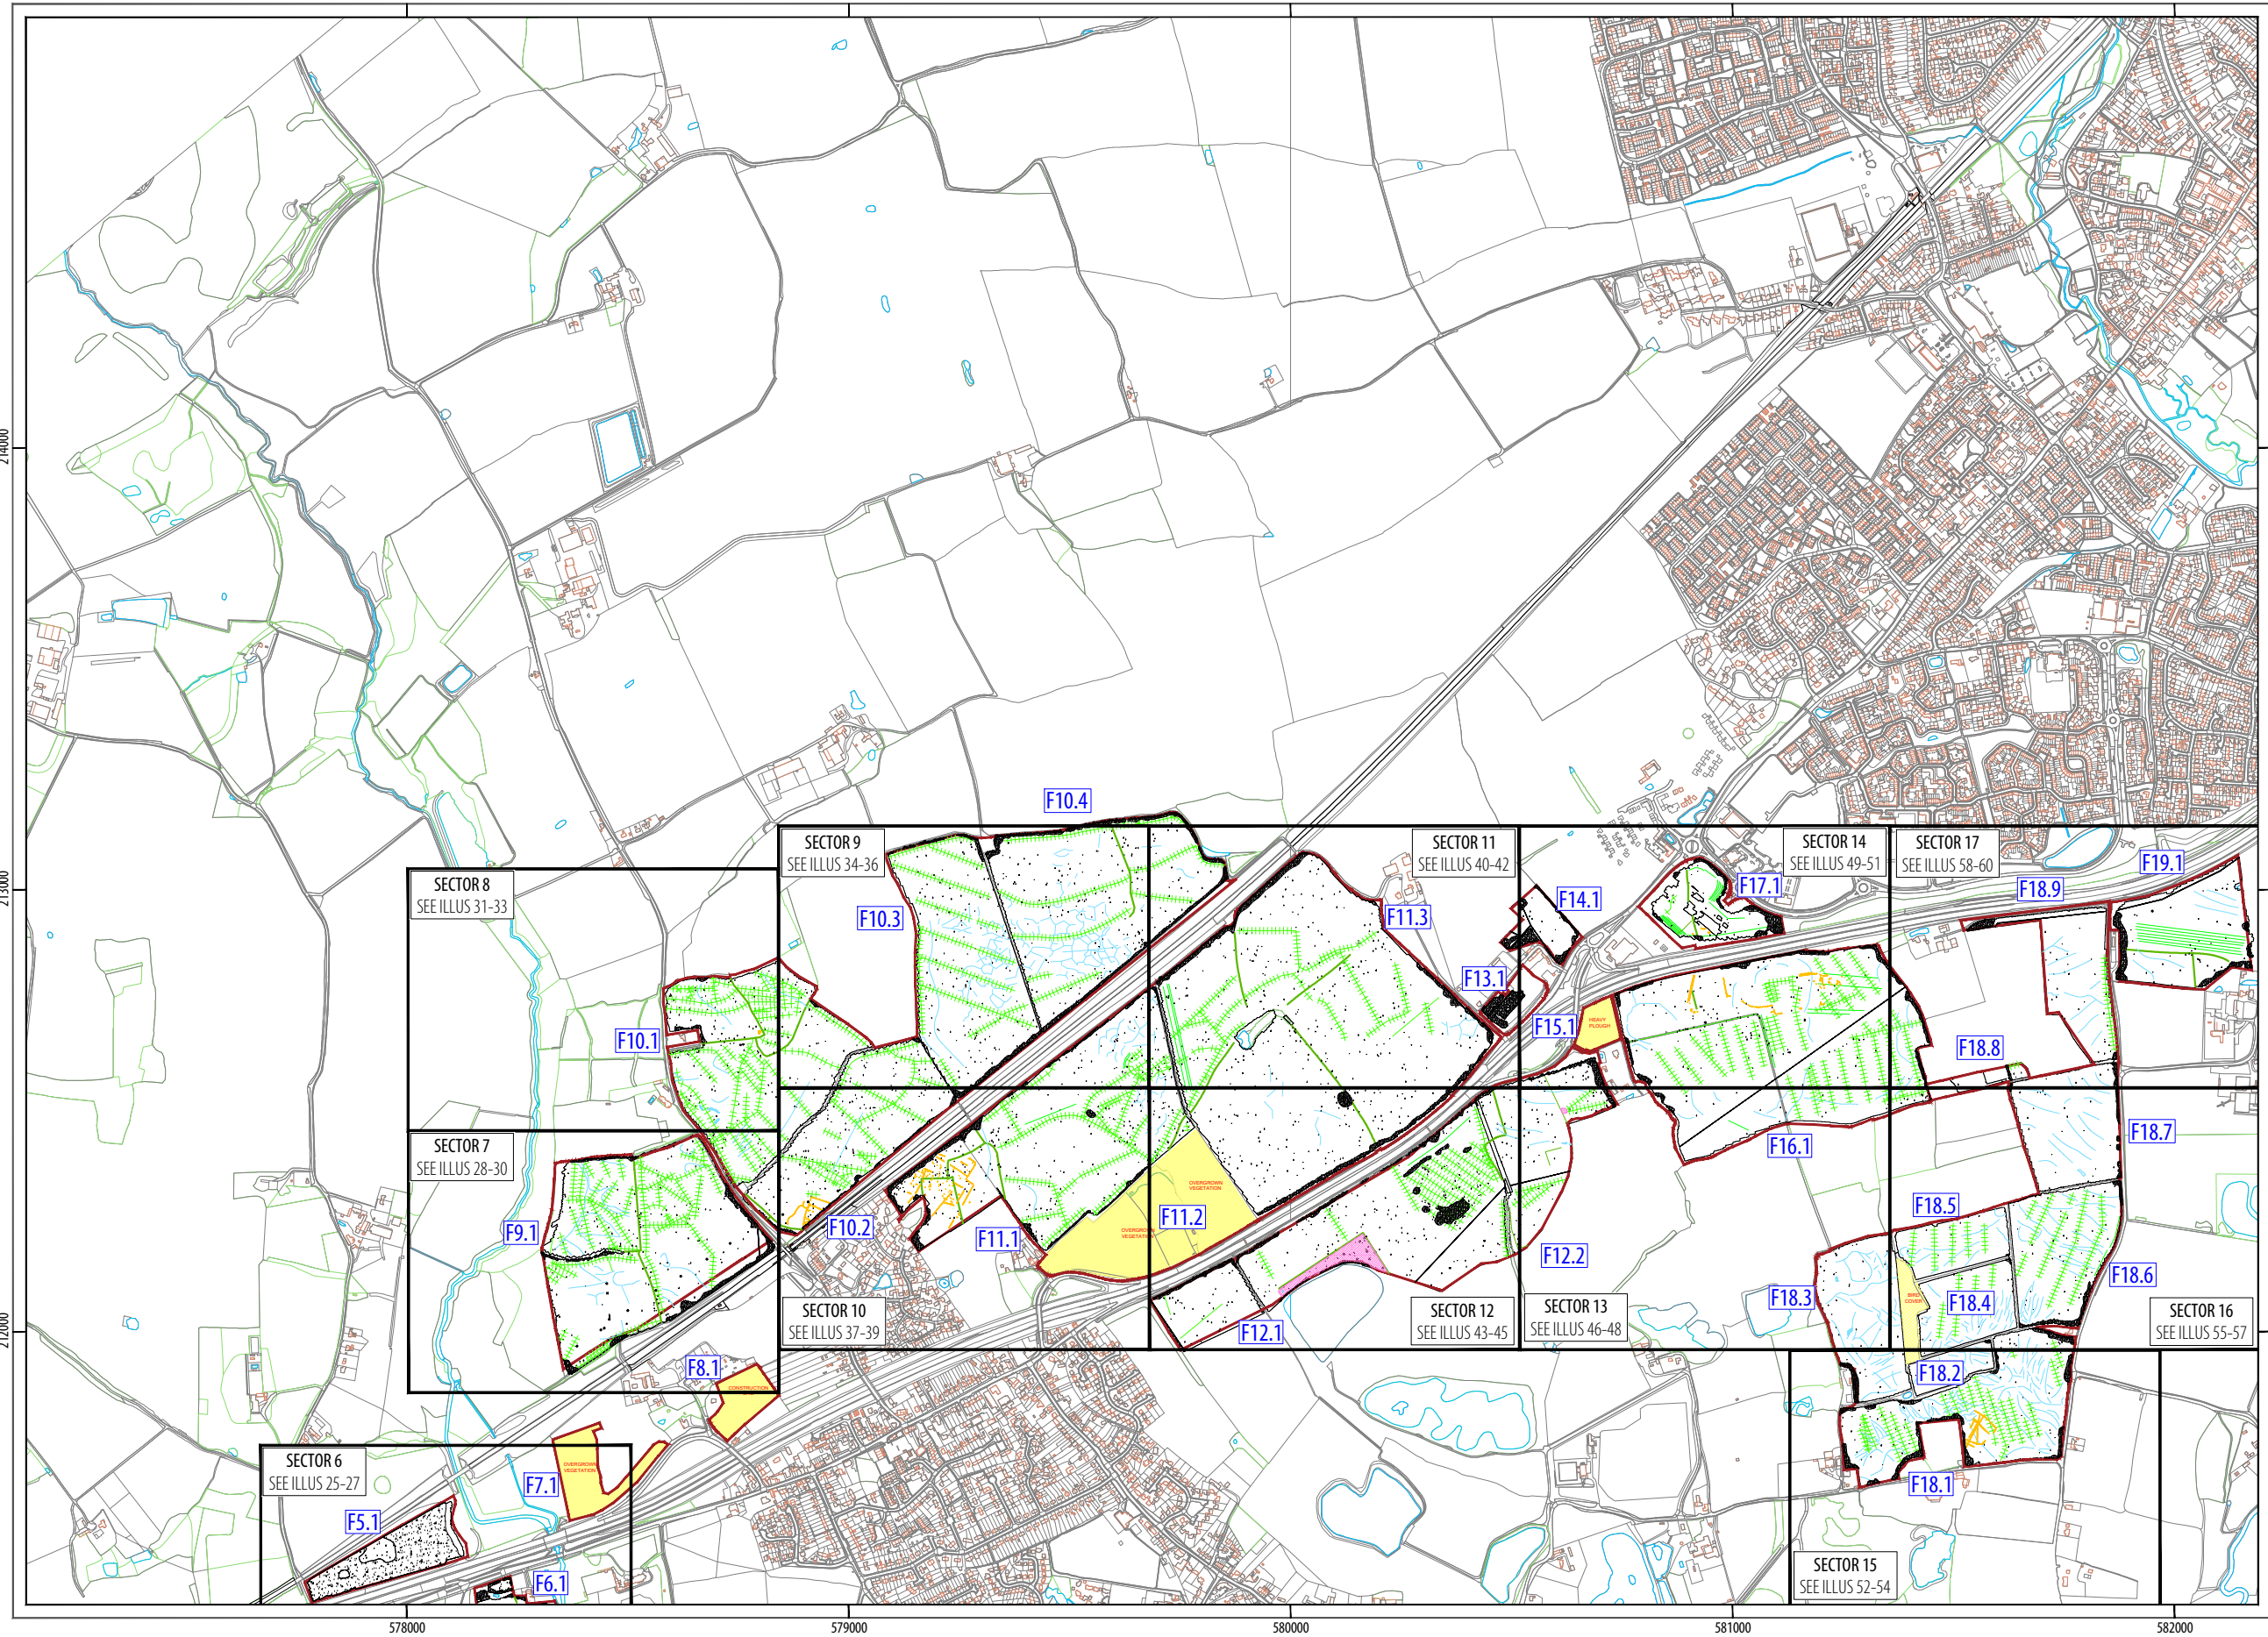 F10.4
SECTOR 9
SEE ILLUS 34-36
SECTOR 11
SEE ILLUS 40-42
SECTOR 14
SEE ILLUS 49-51
SECTOR 17
SEE ILLUS 58-60
F19.1
SECTOR 8
SEE ILLUS 31-33
F10.3
F11.3
F14.1
F17.1
F18.9
F13.1
F10.1
F15.1
HEAVY
PLOUGH
F18.8
SECTOR 7
SEE ILLUS 28-30
F16.1
F18.7
F9.1
F10.2
F11.1
OVERGROWN
VEGETATION
F11.2
OVERGROWN
VEGETATION
F12.2
F18.5
F18.3
BIRD
COVER
F18.4
F18.6
SECTOR 10
SEE ILLUS 37-39
F12.1
SECTOR 12
SEE ILLUS 43-45
SECTOR 13
SEE ILLUS 46-48
SECTOR 16
SEE ILLUS 55-57
F8.1
CONSTRUCTION
F18.2
SECTOR 6
SEE ILLUS 25-27
OVERGROWN
VEGETATION
F7.1
F18.1
F5.1
F6.1
SECTOR 15
SEE ILLUS 52-54
214000
213000
212000
578000
579000
580000
581000
582000